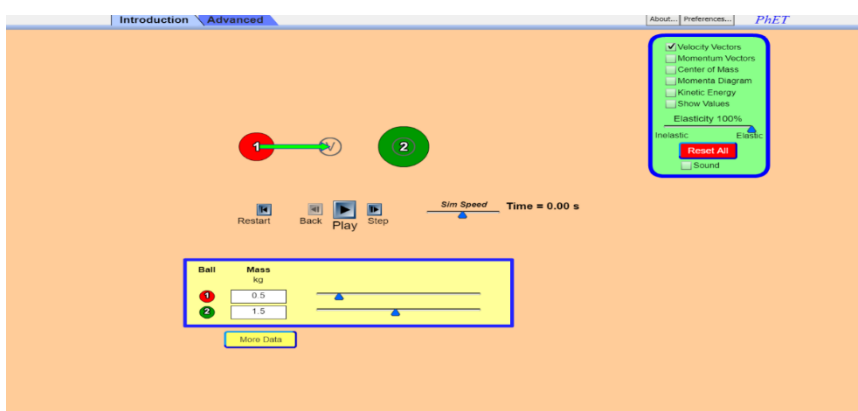 Introduction Advanced About... Preferences... PhET
Velocity Vectors
Momentum Vectors
Center of Mass
Momenta Diagram
Kinetic Energy
Show Values
Elasticity 100%
Inelastic Elastic
Reset All
Sound
1 V 2
Sim Speed Time = 0.00 s
Restart Back Play Step
Ball Mass
kg
1 0.5
2 1.5
More Data